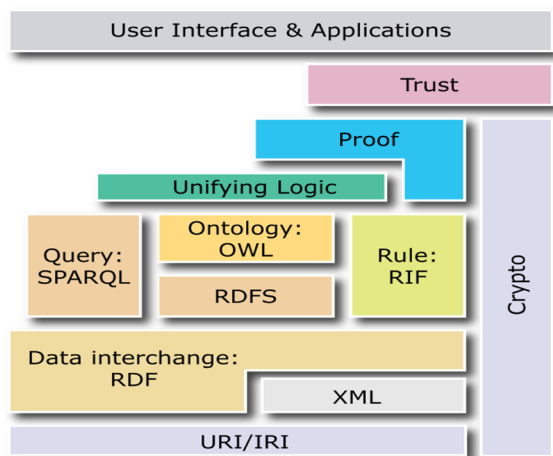 User Interface & Applications
Trust
Proof
Unifying Logic
Query:
SPARQL
Ontology:
OWL
RDFS
Rule:
RIF
Crypto
Data interchange:
RDF
XML
URI/IRI